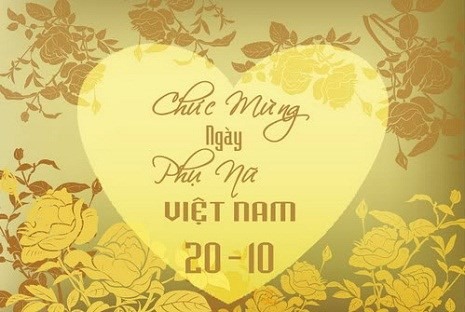 Chúc Mừng
Ngày
Phụ Nữ
VIỆT NAM
20-10